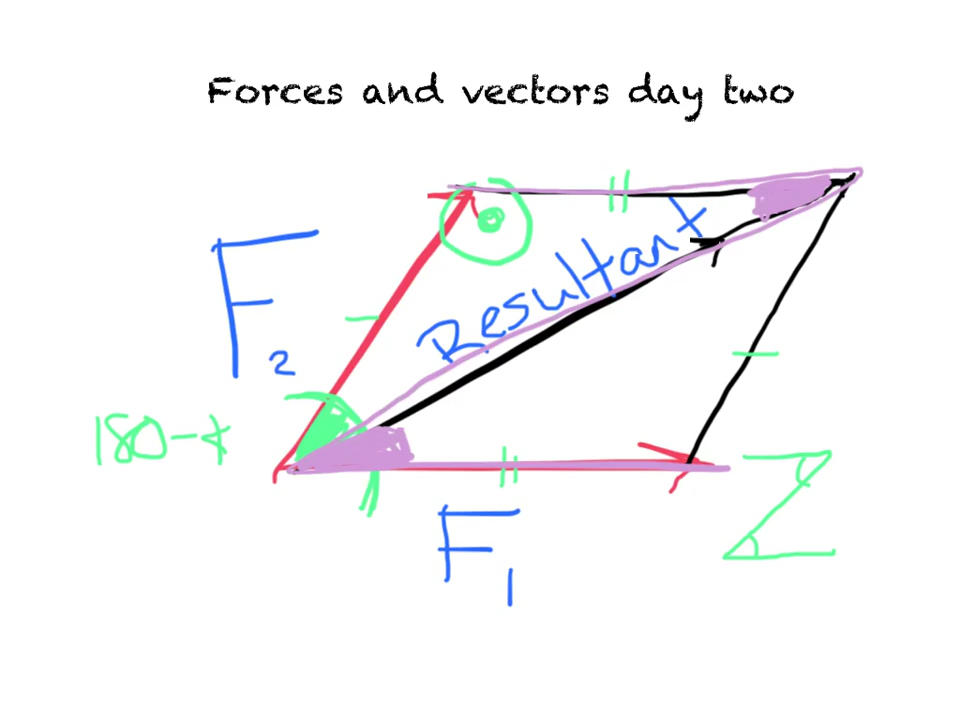 Forces and vectors day two
F2
Resultant
180-∢
F1
Z